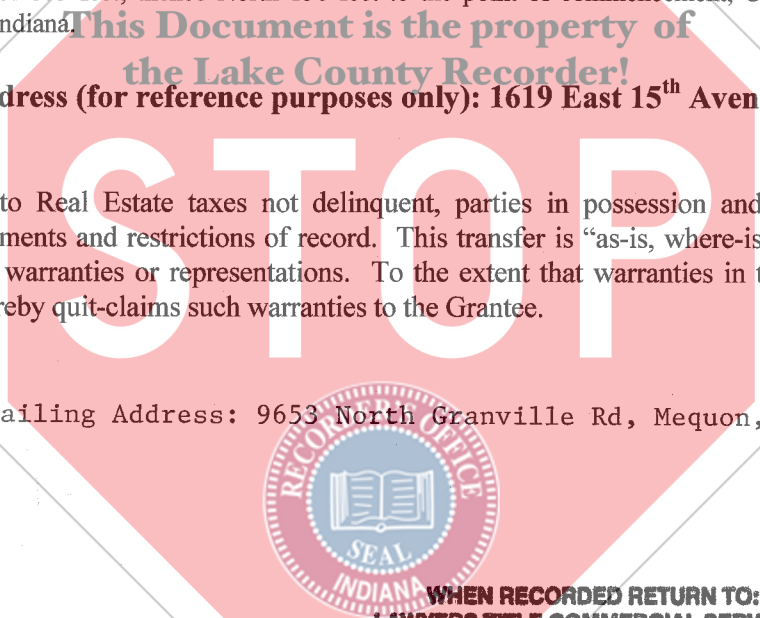 ndiana.
This Document is the property of
the Lake County Recorder!
dress (for reference purposes only): 1619 East 15th Aven
STOP
to Real Estate taxes not delinquent, parties in possession and
ments and restrictions of record. This transfer is “as-is, where-is
warranties or representations. To the extent that warranties in t
reby quit-claims such warranties to the Grantee.
ailing Address: 9653 North Granville Rd, Mequon,
RECORDER'S OFFICE
SEAL
INDIANA
WHEN RECORDED RETURN TO: